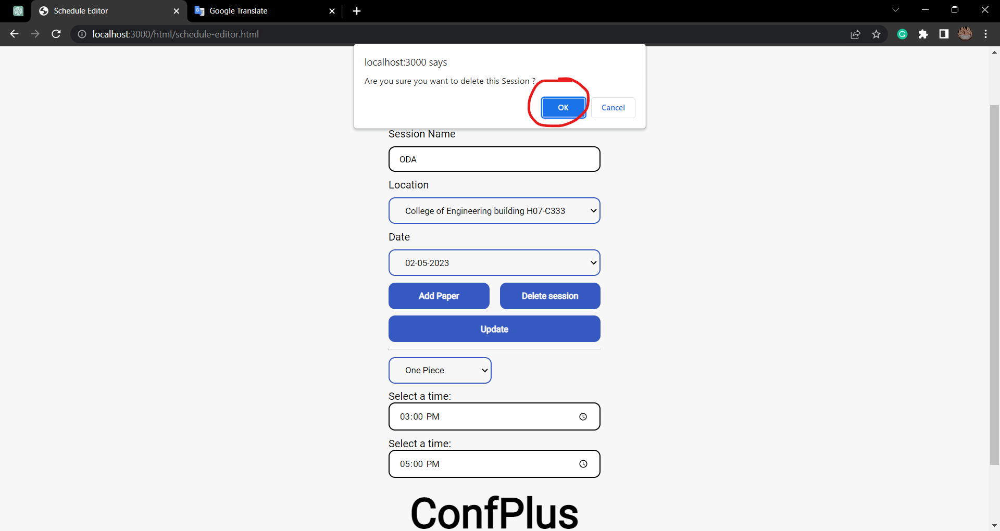 Schedule Editor
Google Translate
localhost:3000/html/schedule-editor.html
localhost:3000 says
Are you sure you want to delete this Session ?
OK
Cancel
Session Name
ODA
Location
College of Engineering building H07-C333
Date
02-05-2023
Add Paper
Delete session
Update
One Piece
Select a time:
03:00 PM
Select a time:
05:00 PM
ConfPlus